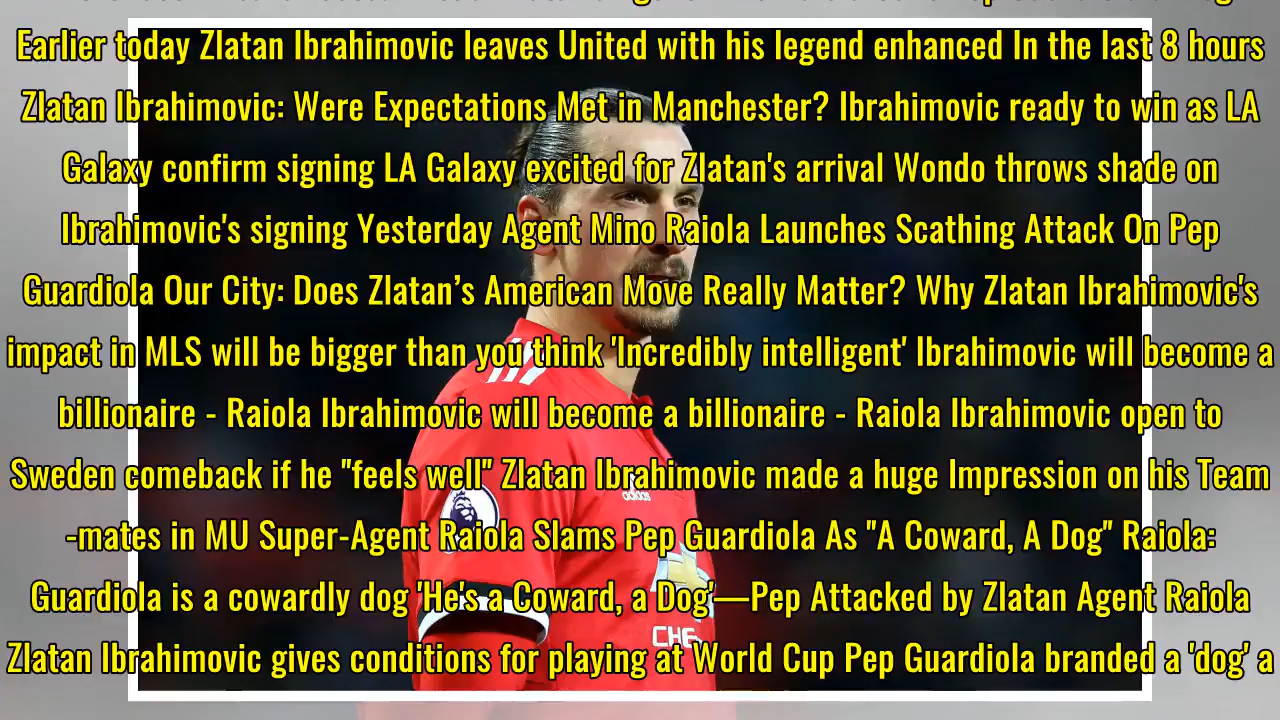 Earlier today Zlatan Ibrahimovic leaves United with his legend enhanced In the last 8 hours
Zlatan Ibrahimovic: Were Expectations Met in Manchester? Ibrahimovic ready to win as LA
Galaxy confirm signing LA Galaxy excited for Zlatan's arrival Wondo throws shade on
Ibrahimovic's signing Yesterday Agent Mino Raiola Launches Scathing Attack On Pep
Guardiola Our City: Does Zlatan’s American Move Really Matter? Why Zlatan Ibrahimovic's
impact in MLS will be bigger than you think 'Incredibly intelligent' Ibrahimovic will become a
billionaire - Raiola Ibrahimovic will become a billionaire - Raiola Ibrahimovic open to
Sweden comeback if he "feels well" Zlatan Ibrahimovic made a huge Impression on his Team
-mates in MU Super-Agent Raiola Slams Pep Guardiola As "A Coward, A Dog" Raiola:
Guardiola is a cowardly dog 'He's a Coward, a Dog'—Pep Attacked by Zlatan Agent Raiola
Zlatan Ibrahimovic gives conditions for playing at World Cup Pep Guardiola branded a 'dog' a
adidas
CHE